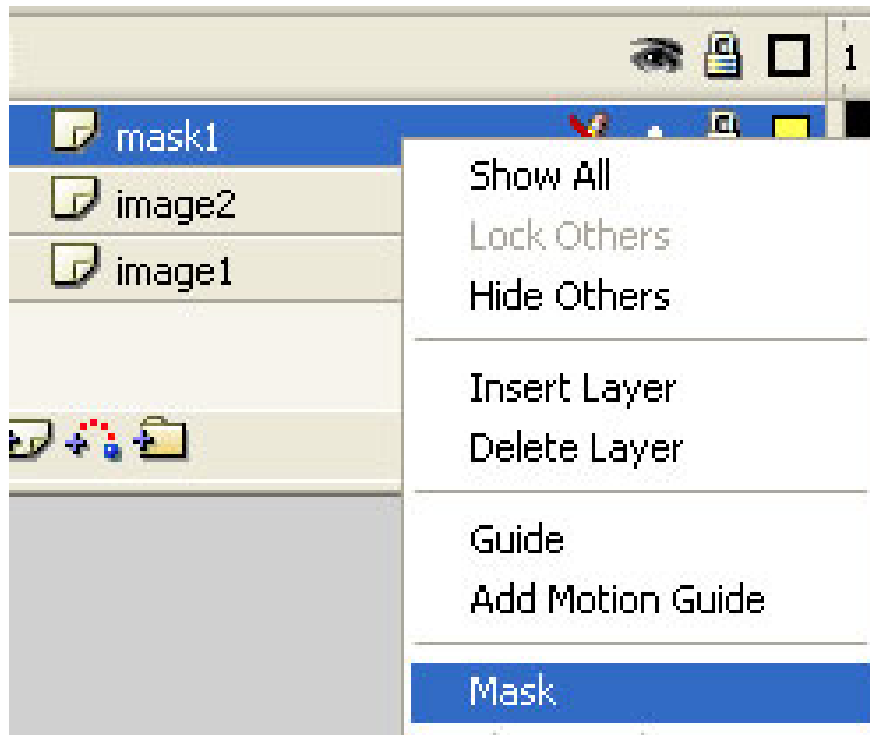 1
mask1
image2
image1
Show All
Lock Others
Hide Others
Insert Layer
Delete Layer
Guide
Add Motion Guide
Mask